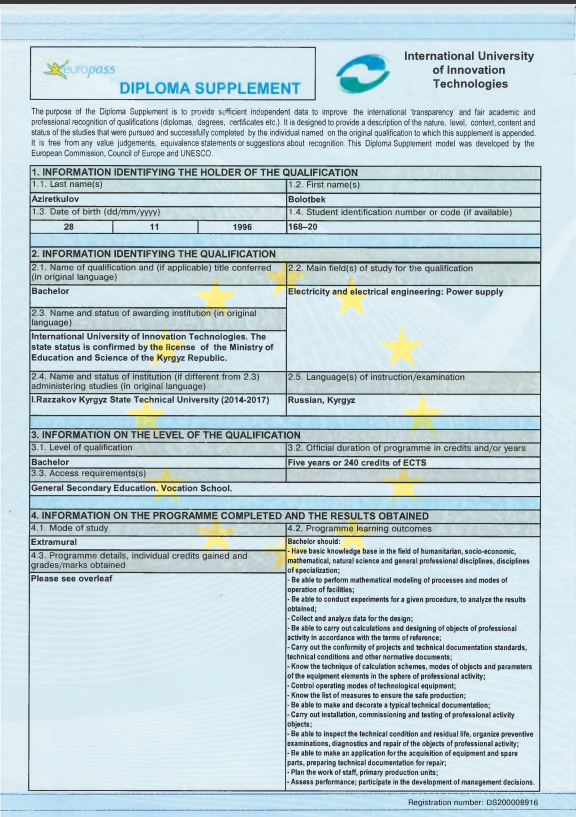 europass
DIPLOMA SUPPLEMENT
International University
of Innovation
Technologies
The purpose of the Diploma Supplement is to provide sufficient independent data to improve the international 'transparency' and fair academic and
professional recognition of qualifications (diplomas, degrees, certificates etc.) It is designed to provide a description of the nature, level, context, content and
status of the studies that were pursued and successfully completed by the individual named on the original qualification to which this supplement is appended.
It is free from any value judgements, equivalence statements or suggestions about recognition. This Diploma Supplement model was developed by the
European Commission, Council of Europe and UNESCO.
1. INFORMATION IDENTIFYING THE HOLDER OF THE QUALIFICATION
1.1. Last name(s)
1.2. First name(s)
Aziretkulov
Bolotbek
1.3. Date of birth (dd/mm/yyyy)
1.4. Student identification number or code (if available)
28
11
1996
168–20
2. INFORMATION IDENTIFYING THE QUALIFICATION
2.1. Name of qualification and (if applicable) title conferred
(in original language)
2.2. Main field(s) of study for the qualification
Bachelor
Electricity and electrical engineering: Power supply
2.3. Name and status of awarding institution (in original
language)
International University of Innovation Technologies. The
state status is confirmed by the license of the Ministry of
Education and Science of the Kyrgyz Republic.
2.4. Name and status of institution (if different from 2.3)
administering studies (in original language)
2.5. Language(s) of instruction/examination
I.Razzakov Kyrgyz State Technical University (2014-2017)
Russian, Kyrgyz
3. INFORMATION ON THE LEVEL OF THE QUALIFICATION
3.1. Level of qualification
3.2. Official duration of programme in credits and/or years
Bachelor
Five years or 240 credits of ECTS
3.3. Access requirements(s)
General Secondary Education. Vocation School.
4. INFORMATION ON THE PROGRAMME COMPLETED AND THE RESULTS OBTAINED
4.1. Mode of study
4.2. Programme learning outcomes
Extramural
4.3. Programme details, individual credits gained and
grades/marks obtained
Please see overleaf
Bachelor should:
- Have basic knowledge base in the field of humanitarian, socio-economic,
mathematical, natural science and general professional disciplines, disciplines
of specialization;
- Be able to perform mathematical modeling of processes and modes of
operation of facilities;
- Be able to conduct experiments for a given procedure, to analyze the results
obtained;
- Collect and analyze data for the design;
- Be able to carry out calculations and designing of objects of professional
activity in accordance with the terms of reference;
- Carry out the conformity of projects and technical documentation standards,
technical conditions and other normative documents;
- Know the technique of calculation schemes, modes of objects and parameters
of the equipment elements in the sphere of professional activity;
- Control operating modes of technological equipment;
- Know the list of measures to ensure the safe production;
- Be able to make and decorate a typical technical documentation;
- Carry out installation, commissioning and testing of professional activity
objects;
- Be able to inspect the technical condition and residual life, organize preventive
examinations, diagnostics and repair of the objects of professional activity;
- Be able to make an application for the acquisition of equipment and spare
parts, preparing technical documentation for repair;
- Plan the work of staff, primary production units;
- Assess performance; participate in the development of management decisions.
Registration number: DS200008916